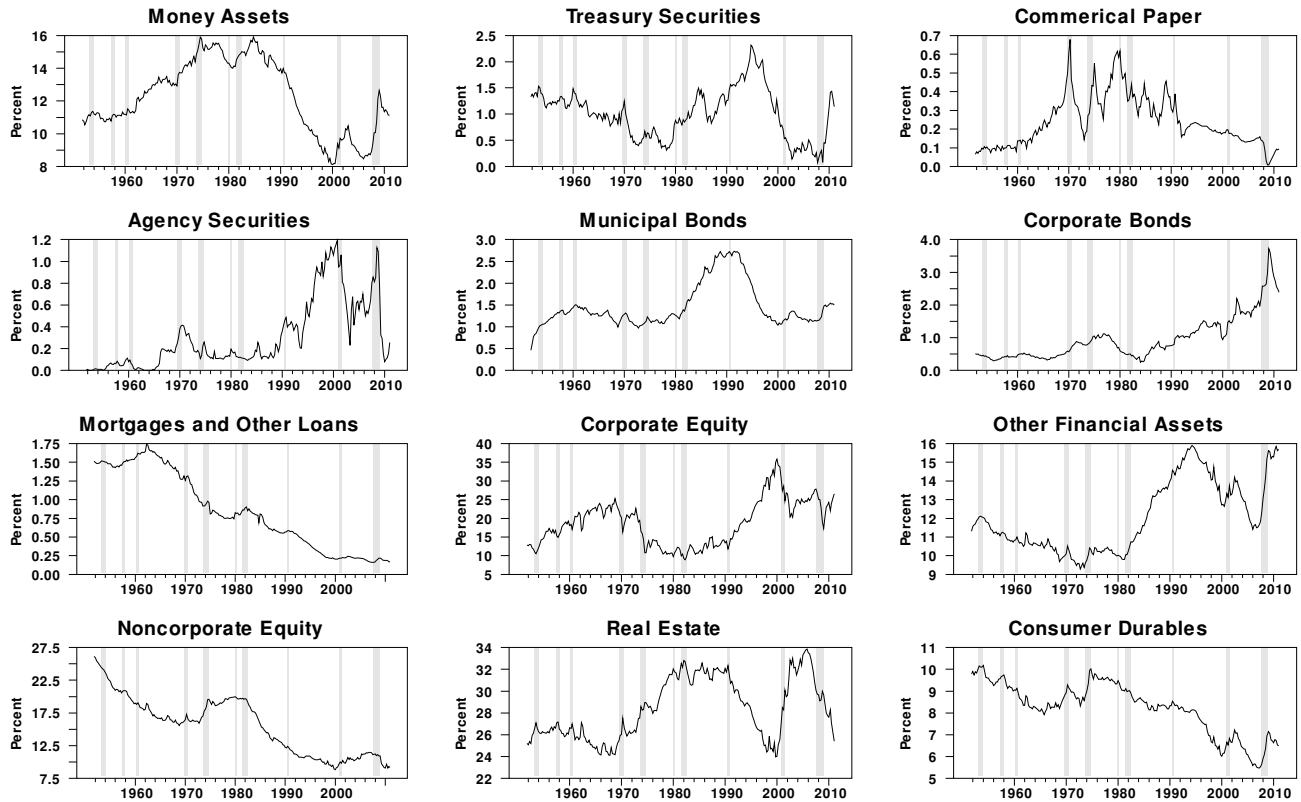 Money Assets
Percent
16
14
12
10
8
1960 1970 1980 1990 2000 2010
Treasury Securities
Percent
2.5
2.0
1.5
1.0
0.5
0.0
1960 1970 1980 1990 2000 2010
Commerical Paper
Percent
0.7
0.6
0.5
0.4
0.3
0.2
0.1
0.0
1960 1970 1980 1990 2000 2010
Agency Securities
Percent
1.2
1.0
0.8
0.6
0.4
0.2
0.0
1960 1970 1980 1990 2000 2010
Municipal Bonds
Percent
3.0
2.5
2.0
1.5
1.0
0.5
0.0
1960 1970 1980 1990 2000 2010
Corporate Bonds
Percent
4.0
3.0
2.0
1.0
0.0
1960 1970 1980 1990 2000 2010
Mortgages and Other Loans
Percent
1.75
1.50
1.25
1.00
0.75
0.50
0.25
0.00
1960 1970 1980 1990 2000
Corporate Equity
Percent
40
35
30
25
20
15
10
5
1960 1970 1980 1990 2000 2010
Other Financial Assets
Percent
16
15
14
13
12
11
10
9
1960 1970 1980 1990 2000 2010
Noncorporate Equity
Percent
27.5
22.5
17.5
12.5
7.5
1960 1970 1980 1990 2000
Real Estate
Percent
34
32
30
28
26
24
22
1960 1970 1980 1990 2000 2010
Consumer Durables
Percent
11
10
9
8
7
6
5
1960 1970 1980 1990 2000 2010